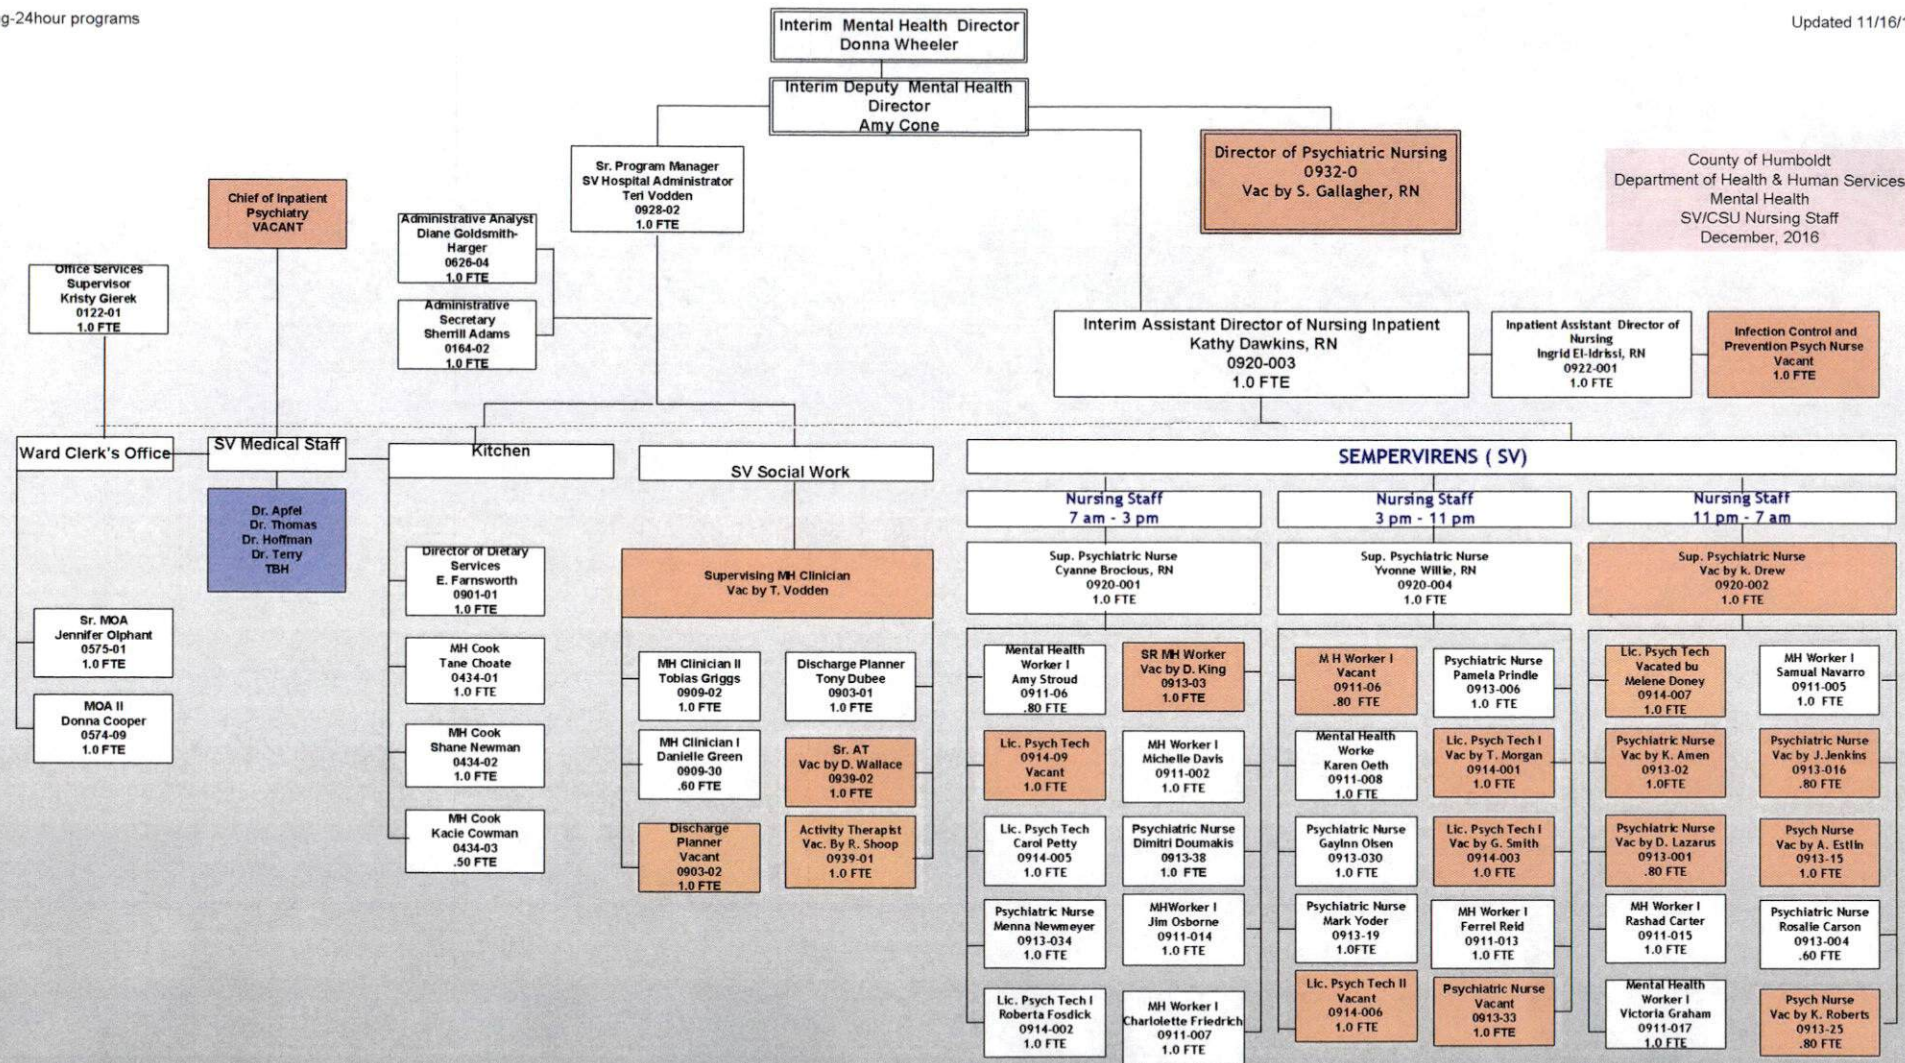 g-24hour programs
Updated 11/16/
Interim Mental Health Director
Donna Wheeler
Interim Deputy Mental Health
Director
Amy Cone
Director of Psychiatric Nursing
0932-0
Vac by S. Gallagher, RN
County of Humboldt
Department of Health & Human Services
Mental Health
SV/CSU Nursing Staff
December, 2016
Sr. Program Manager
SV Hospital Administrator
Teri Vodden
0928-02
1.0 FTE
Chief of Inpatient
Psychiatry
VACANT
Administrative Analyst
Diane Goldsmith-
Harger
0626-04
1.0 FTE
Office Services
Supervisor
Kristy Gierek
0122-01
1.0 FTE
Administrative
Secretary
Sherrill Adams
0164-02
1.0 FTE
Interim Assistant Director of Nursing Inpatient
Kathy Dawkins, RN
0920-003
1.0 FTE
Inpatient Assistant Director of
Nursing
Ingrid El-Idrissi, RN
0922-001
1.0 FTE
Infection Control and
Prevention Psych Nurse
Vacant
1.0 FTE
Ward Clerk's Office
SV Medical Staff
Kitchen
SV Social Work
SEMPERVIRENS ( SV)
Dr. Apfel
Dr. Thomas
Dr. Hoffman
Dr. Terry
TBH
Sr. MOA
Jennifer Olphant
0575-01
1.0 FTE
MOA II
Donna Cooper
0574-09
1.0 FTE
Director of Dietary
Services
E. Farnsworth
0901-01
1.0 FTE
MH Cook
Tane Choate
0434-01
1.0 FTE
MH Cook
Shane Newman
0434-02
1.0 FTE
MH Cook
Kacie Cowman
0434-03
.50 FTE
Supervising MH Clinician
Vac by T. Vodden
MH Clinician II
Tobias Griggs
0909-02
1.0 FTE
Discharge Planner
Tony Dubee
0903-01
1.0 FTE
MH Clinician I
Danielle Green
0909-30
.60 FTE
Sr. AT
Vac by D. Wallace
0939-02
1.0 FTE
Discharge
Planner
Vacant
0903-02
1.0 FTE
Activity Therapist
Vac. By R. Shoop
0939-01
1.0 FTE
Nursing Staff
7 am - 3 pm
Sup. Psychiatric Nurse
Cyanne Brocious, RN
0920-001
1.0 FTE
Mental Health
Worker I
Amy Stroud
0911-06
.80 FTE
SR MH Worker
Vac by D. King
0913-03
1.0 FTE
Lic. Psych Tech
0914-09
Vacant
1.0 FTE
MH Worker I
Michelle Davis
0911-002
1.0 FTE
Lic. Psych Tech
Carol Petty
0914-005
1.0 FTE
Psychiatric Nurse
Dimitri Doumakis
0913-38
1.0 FTE
Psychiatric Nurse
Menna Newmeyer
0913-034
1.0 FTE
MHWorker I
Jim Osborne
0911-014
1.0 FTE
Lic. Psych Tech I
Roberta Fosdick
0914-002
1.0 FTE
MH Worker I
Charlolette Friedrich
0911-007
1.0 FTE
Nursing Staff
3 pm - 11 pm
Sup. Psychiatric Nurse
Yvonne Willie, RN
0920-004
1.0 FTE
M H Worker I
Vacant
0911-06
.80 FTE
Psychiatric Nurse
Pamela Prindle
0913-006
1.0 FTE
Mental Health
Worke
Karen Oeth
0911-008
1.0 FTE
Lic. Psych Tech I
Vac by T. Morgan
0914-001
1.0 FTE
Psychiatric Nurse
Gaylnn Olsen
0913-030
1.0 FTE
Lic. Psych Tech I
Vac by G. Smith
0914-003
1.0 FTE
Psychiatric Nurse
Mark Yoder
0913-19
1.0FTE
MH Worker I
Ferrel Reid
0911-013
1.0 FTE
Lic. Psych Tech II
Vacant
0914-006
1.0 FTE
Psychiatric Nurse
Vacant
0913-33
1.0 FTE
Nursing Staff
11 pm - 7 am
Sup. Psychiatric Nurse
Vac by k. Drew
0920-002
1.0 FTE
Lic. Psych Tech
Vacated bu
Melene Doney
0914-007
1.0 FTE
MH Worker I
Samual Navarro
0911-005
1.0 FTE
Psychiatric Nurse
Vac by K. Amen
0913-02
1.0FTE
Psychiatric Nurse
Vac by J.Jenkins
0913-016
.80 FTE
Psychiatric Nurse
Vac by D. Lazarus
0913-001
.80 FTE
Psych Nurse
Vac by A. Estlin
0913-15
1.0 FTE
MH Worker I
Rashad Carter
0911-015
1.0 FTE
Psychiatric Nurse
Rosalie Carson
0913-004
.60 FTE
Mental Health
Worker I
Victoria Graham
0911-017
1.0 FTE
Psych Nurse
Vac by K. Roberts
0913-25
.80 FTE